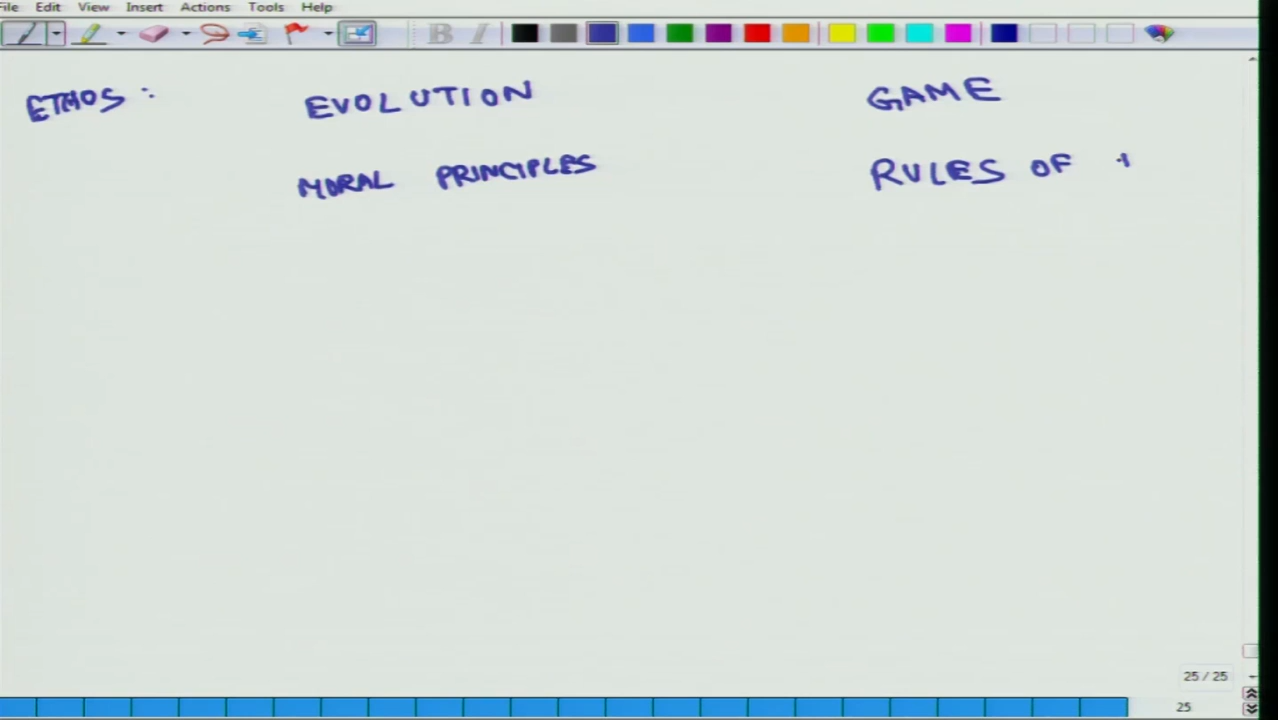 File Edit View Insert Actions Tools Help
ETHOS : EVOLUTION GAME
MORAL PRINCIPLES RULES OF
25 / 25
25